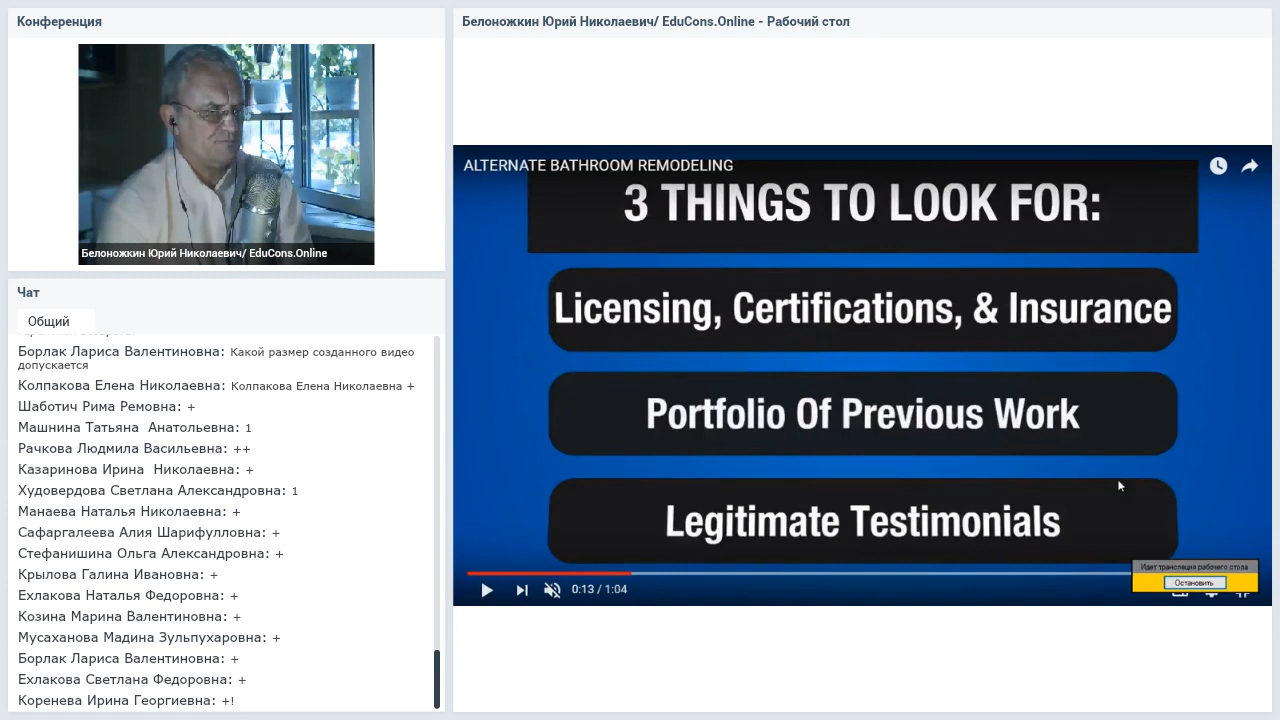 Конференция
Белоножкин Юрий Николаевич/ EduCons.Online
Чат
Общий
Борлак Лариса Валентиновна: Какой размер созданного видео
допускается
Колпакова Елена Николаевна: Колпакова Елена Николаевна +
Шаботич Рима Ремовна: +
Машнина Татьяна  Анатольевна: 1
Рачкова Людмила Васильевна: ++
Казаринова Ирина  Николаевна: +
Худовердова Светлана Александровна: 1
Манаева Наталья Николаевна: +
Сафаргалеева Алия Шарифулловна: +
Стефанишина Ольга Александровна: +
Крылова Галина Ивановна: +
Ехлакова Наталья Федоровна: +
Козина Марина Валентиновна: +
Мусаханова Мадина Зульпухаровна: +
Борлак Лариса Валентиновна: +
Ехлакова Светлана Федоровна: +
Коренева Ирина Георгиевна: +!
Белоножкин Юрий Николаевич/ EduCons.Online - Рабочий стол
ALTERNATE BATHROOM REMODELING
3 THINGS TO LOOK FOR:
Licensing, Certifications, & Insurance
Portfolio Of Previous Work
Legitimate Testimonials
Идет трансляция рабочего стола
Остановить
0:13 / 1:04